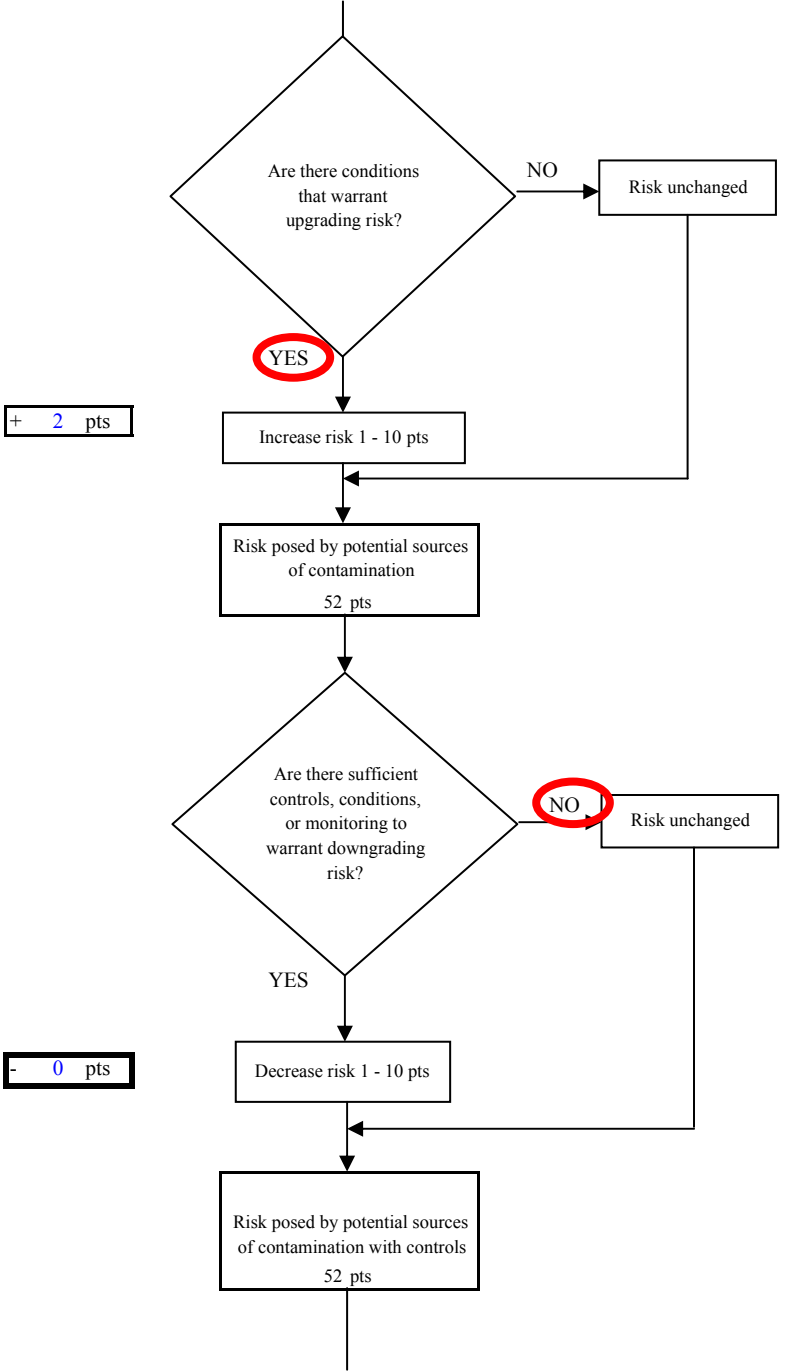 Are there conditions
that warrant
upgrading risk?
NO
Risk unchanged
YES
+ 2 pts
Increase risk 1 - 10 pts
Risk posed by potential sources
of contamination
52 pts
Are there sufficient
controls, conditions,
or monitoring to
warrant downgrading
risk?
NO
Risk unchanged
YES
- 0 pts
Decrease risk 1 - 10 pts
Risk posed by potential sources
of contamination with controls
52 pts